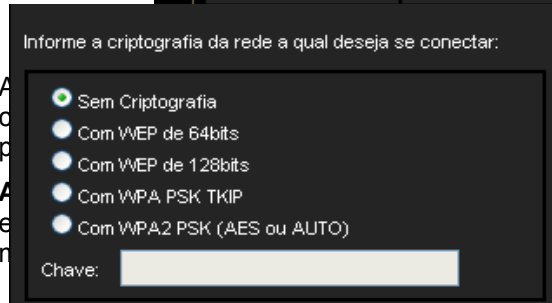 Informe a criptografia da rede a qual deseja se conectar:
Sem Criptografia
Com WEP de 64bits
Com WEP de 128bits
Com WPA PSK TKIP
Com WPA2 PSK (AES ou AUTO)
Chave: